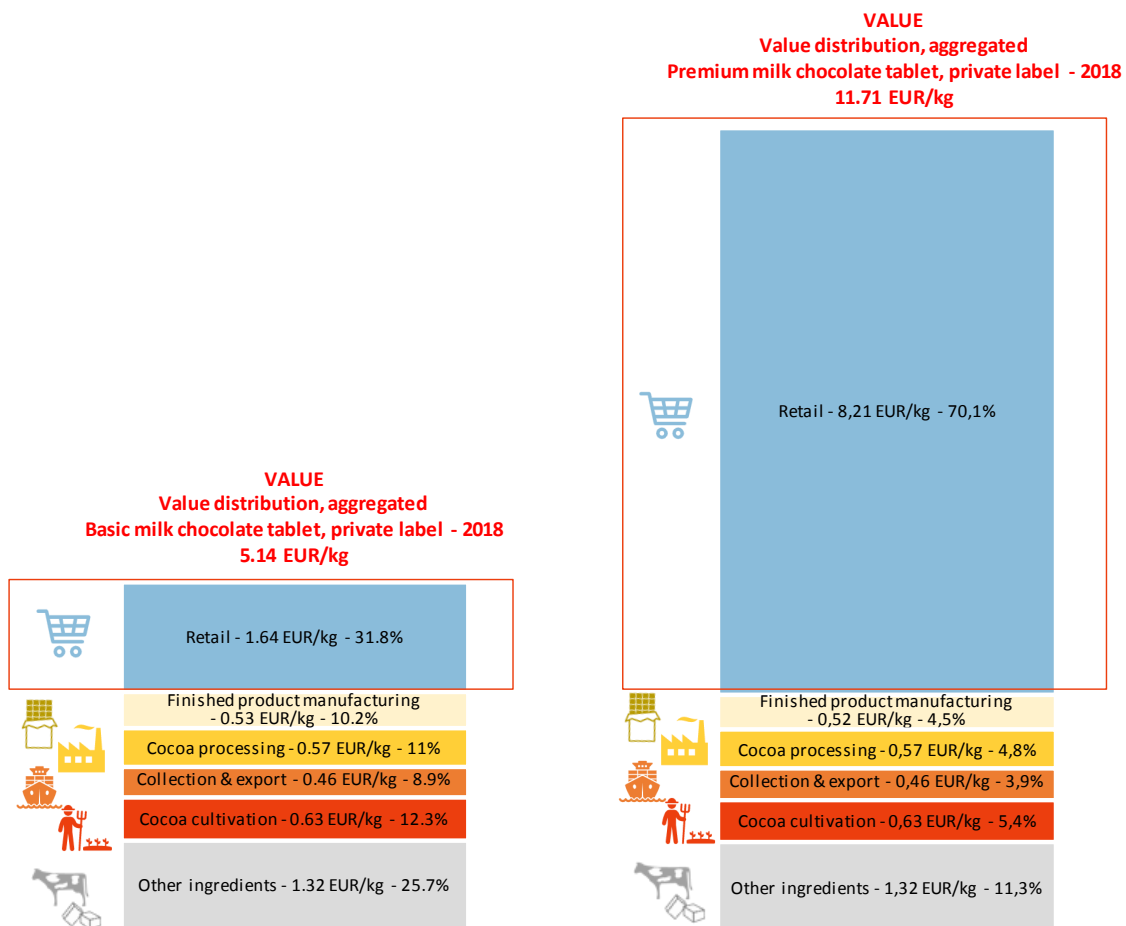 VALUE
Value distribution, aggregated
Premium milk chocolate tablet, private label - 2018
11.71 EUR/kg
Retail - 8,21 EUR/kg - 70,1%
Finished product manufacturing
- 0,52 EUR/kg - 4,5%
Cocoa processing - 0,57 EUR/kg - 4,8%
Collection & export - 0,46 EUR/kg - 3,9%
Cocoa cultivation - 0,63 EUR/kg - 5,4%
Other ingredients - 1,32 EUR/kg - 11,3%
VALUE
Value distribution, aggregated
Basic milk chocolate tablet, private label - 2018
5.14 EUR/kg
Retail - 1.64 EUR/kg - 31.8%
Finished product manufacturing
- 0.53 EUR/kg - 10.2%
Cocoa processing - 0.57 EUR/kg - 11%
Collection & export - 0.46 EUR/kg - 8.9%
Cocoa cultivation - 0.63 EUR/kg - 12.3%
Other ingredients - 1.32 EUR/kg - 25.7%